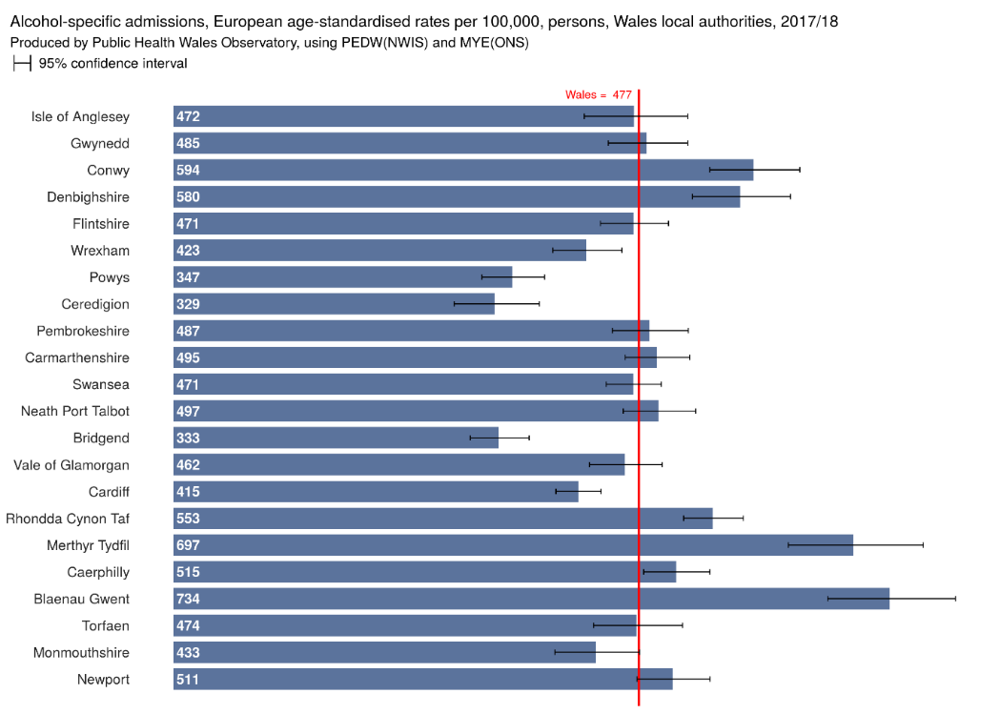 Alcohol-specific admissions, European age-standardised rates per 100,000, persons, Wales local authorities, 2017/18
Produced by Public Health Wales Observatory, using PEDW(NWIS) and MYE(ONS)
95% confidence interval
Wales = 477
Isle of Anglesey 472
Gwynedd 485
Conwy 594
Denbighshire 580
Flintshire 471
Wrexham 423
Powys 347
Ceredigion 329
Pembrokeshire 487
Carmarthenshire 495
Swansea 471
Neath Port Talbot 497
Bridgend 333
Vale of Glamorgan 462
Cardiff 415
Rhondda Cynon Taf 553
Merthyr Tydfil 697
Caerphilly 515
Blaenau Gwent 734
Torfaen 474
Monmouthshire 433
Newport 511